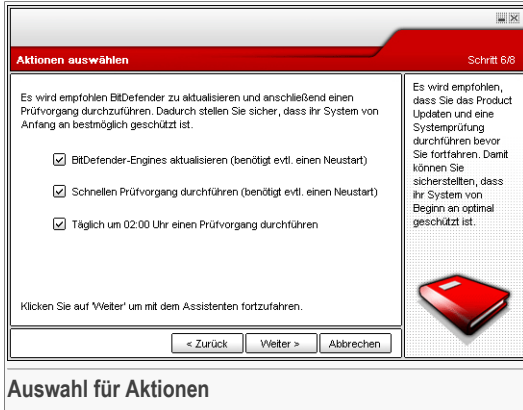 Aktionen auswählen
Schritt 6/8
Es wird empfohlen BitDefender zu aktualisieren und anschließend einen
Prüfvorgang durchzuführen. Dadurch stellen Sie sicher, dass ihr System von
Anfang an bestmöglich geschützt ist.
BitDefender-Engines aktualisieren (benötigt evtl. einen Neustart)
Schnellen Prüfvorgang durchführen (benötigt evtl. einen Neustart)
Täglich um 02:00 Uhr einen Prüfvorgang durchführen
Klicken Sie auf 'Weiter' um mit dem Assistenten fortzufahren.
< Zurück
Weiter >
Abbrechen
Es wird empfohlen,
dass Sie das Product
Updaten und eine
Systemprüfung
durchführen bevor
Sie fortfahren. Damit
können Sie
sicherstellten, dass
ihr System von
Beginn an optimal
geschützt ist.
Auswahl für Aktionen